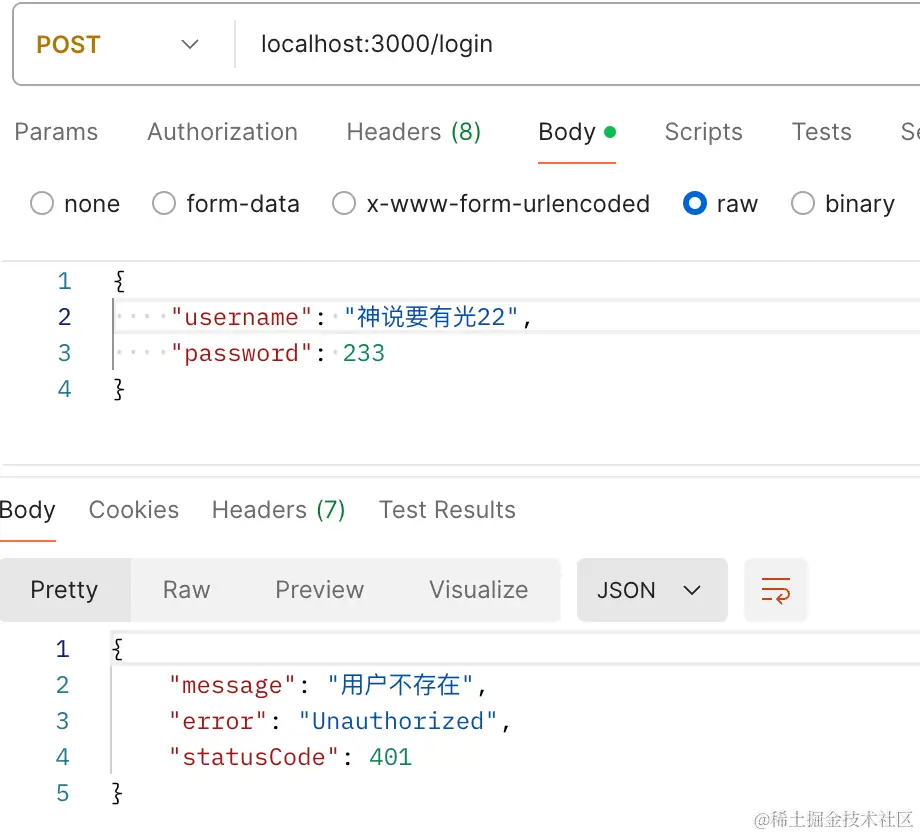 POST localhost:3000/login
Params Authorization Headers (8) Body Scripts Tests Se
none form-data x-www-form-urlencoded raw binary
1 {
2 "username": "神说要有光22",
3 "password": 233
4 }
Body Cookies Headers (7) Test Results
Pretty Raw Preview Visualize JSON
1 {
2 "message": "用户不存在",
3 "error": "Unauthorized",
4 "statusCode": 401
5 }
@稀土掘金技术社区